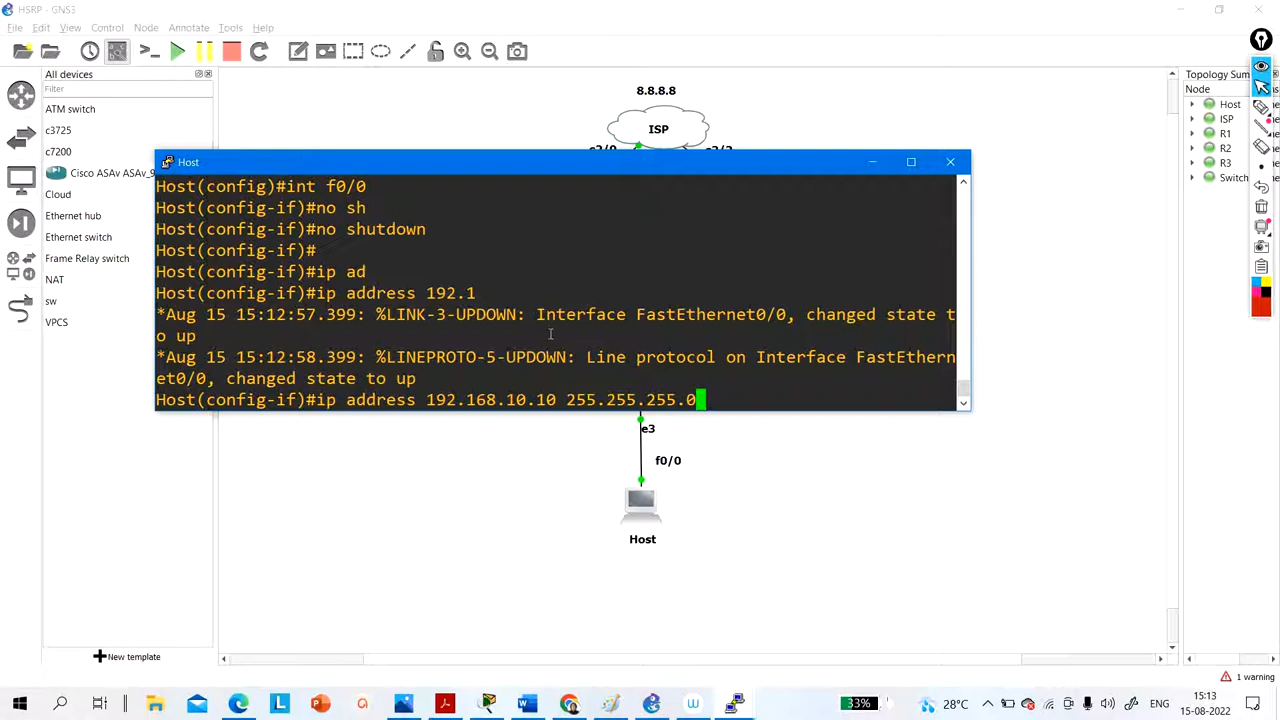 HSRP - GNS3
File Edit View Control Node Annotate Tools Help
All devices
Filter
ATM switch
c3725
c7200
Cisco ASAv ASAv_9
Cloud
Ethernet hub
Ethernet switch
Frame Relay switch
NAT
sw
VPCS
New template
8.8.8.8
ISP
Host
Host(config)#int f0/0
Host(config-if)#no sh
Host(config-if)#no shutdown
Host(config-if)#
Host(config-if)#ip ad
Host(config-if)#ip address 192.1
*Aug 15 15:12:57.399: %LINK-3-UPDOWN: Interface FastEthernet0/0, changed state t
o up
*Aug 15 15:12:58.399: %LINEPROTO-5-UPDOWN: Line protocol on Interface FastEthern
et0/0, changed state to up
Host(config-if)#ip address 192.168.10.10 255.255.255.0
e3
f0/0
Host
Topology Sum
Node
Host
ISP
R1
R2
R3
Switch
1 warning
33%
28°C
ENG
15:13
15-08-2022